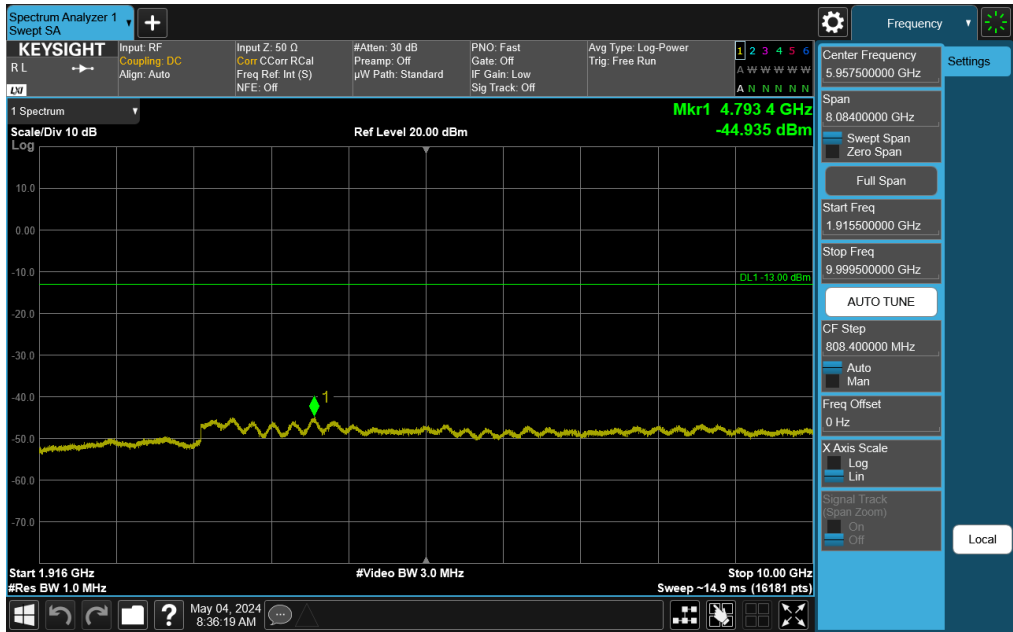 Spectrum Analyzer 1
Swept SA
Frequency
KEYSIGHT
R L
LXI
Input: RF
Coupling: DC
Align: Auto
Input Z: 50 Ω
Corr CCorr RCal
Freq Ref: Int (S)
NFE: Off
#Atten: 30 dB
Preamp: Off
µW Path: Standard
PNO: Fast
Gate: Off
IF Gain: Low
Sig Track: Off
Avg Type: Log-Power
Trig: Free Run
1 2 3 4 5 6
A W W W W W
A N N N N N
1 Spectrum
Scale/Div 10 dB
Log
Ref Level 20.00 dBm
Mkr1 4.793 4 GHz
-44.935 dBm
10.0
0.00
-10.0
-20.0
-30.0
-40.0
-50.0
-60.0
-70.0
DL1 -13.00 dBm
1
Start 1.916 GHz
#Res BW 1.0 MHz
#Video BW 3.0 MHz
Stop 10.00 GHz
Sweep ~14.9 ms (16181 pts)
Center Frequency
5.957500000 GHz
Span
8.08400000 GHz
Swept Span
Zero Span
Full Span
Start Freq
1.915500000 GHz
Stop Freq
9.999500000 GHz
AUTO TUNE
CF Step
808.400000 MHz
Auto
Man
Freq Offset
0 Hz
X Axis Scale
Log
Lin
Signal Track
(Span Zoom)
On
Off
Settings
Local
?
May 04, 2024
8:36:19 AM